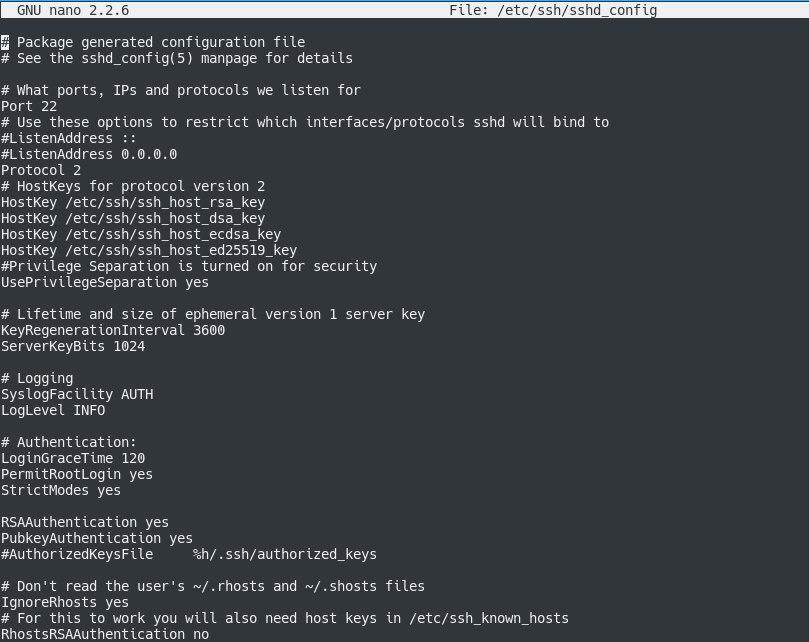 GNU nano 2.2.6 File: /etc/ssh/sshd_config
# Package generated configuration file
# See the sshd_config(5) manpage for details
# What ports, IPs and protocols we listen for
Port 22
# Use these options to restrict which interfaces/protocols sshd will bind to
#ListenAddress ::
#ListenAddress 0.0.0.0
Protocol 2
# HostKeys for protocol version 2
HostKey /etc/ssh/ssh_host_rsa_key
HostKey /etc/ssh/ssh_host_dsa_key
HostKey /etc/ssh/ssh_host_ecdsa_key
HostKey /etc/ssh/ssh_host_ed25519_key
#Privilege Separation is turned on for security
UsePrivilegeSeparation yes
# Lifetime and size of ephemeral version 1 server key
KeyRegenerationInterval 3600
ServerKeyBits 1024
# Logging
SyslogFacility AUTH
LogLevel INFO
# Authentication:
LoginGraceTime 120
PermitRootLogin yes
StrictModes yes
RSAAuthentication yes
PubkeyAuthentication yes
#AuthorizedKeysFile %h/.ssh/authorized_keys
# Don't read the user's ~/.rhosts and ~/.shosts files
IgnoreRhosts yes
# For this to work you will also need host keys in /etc/ssh_known_hosts
RhostsRSAAuthentication no